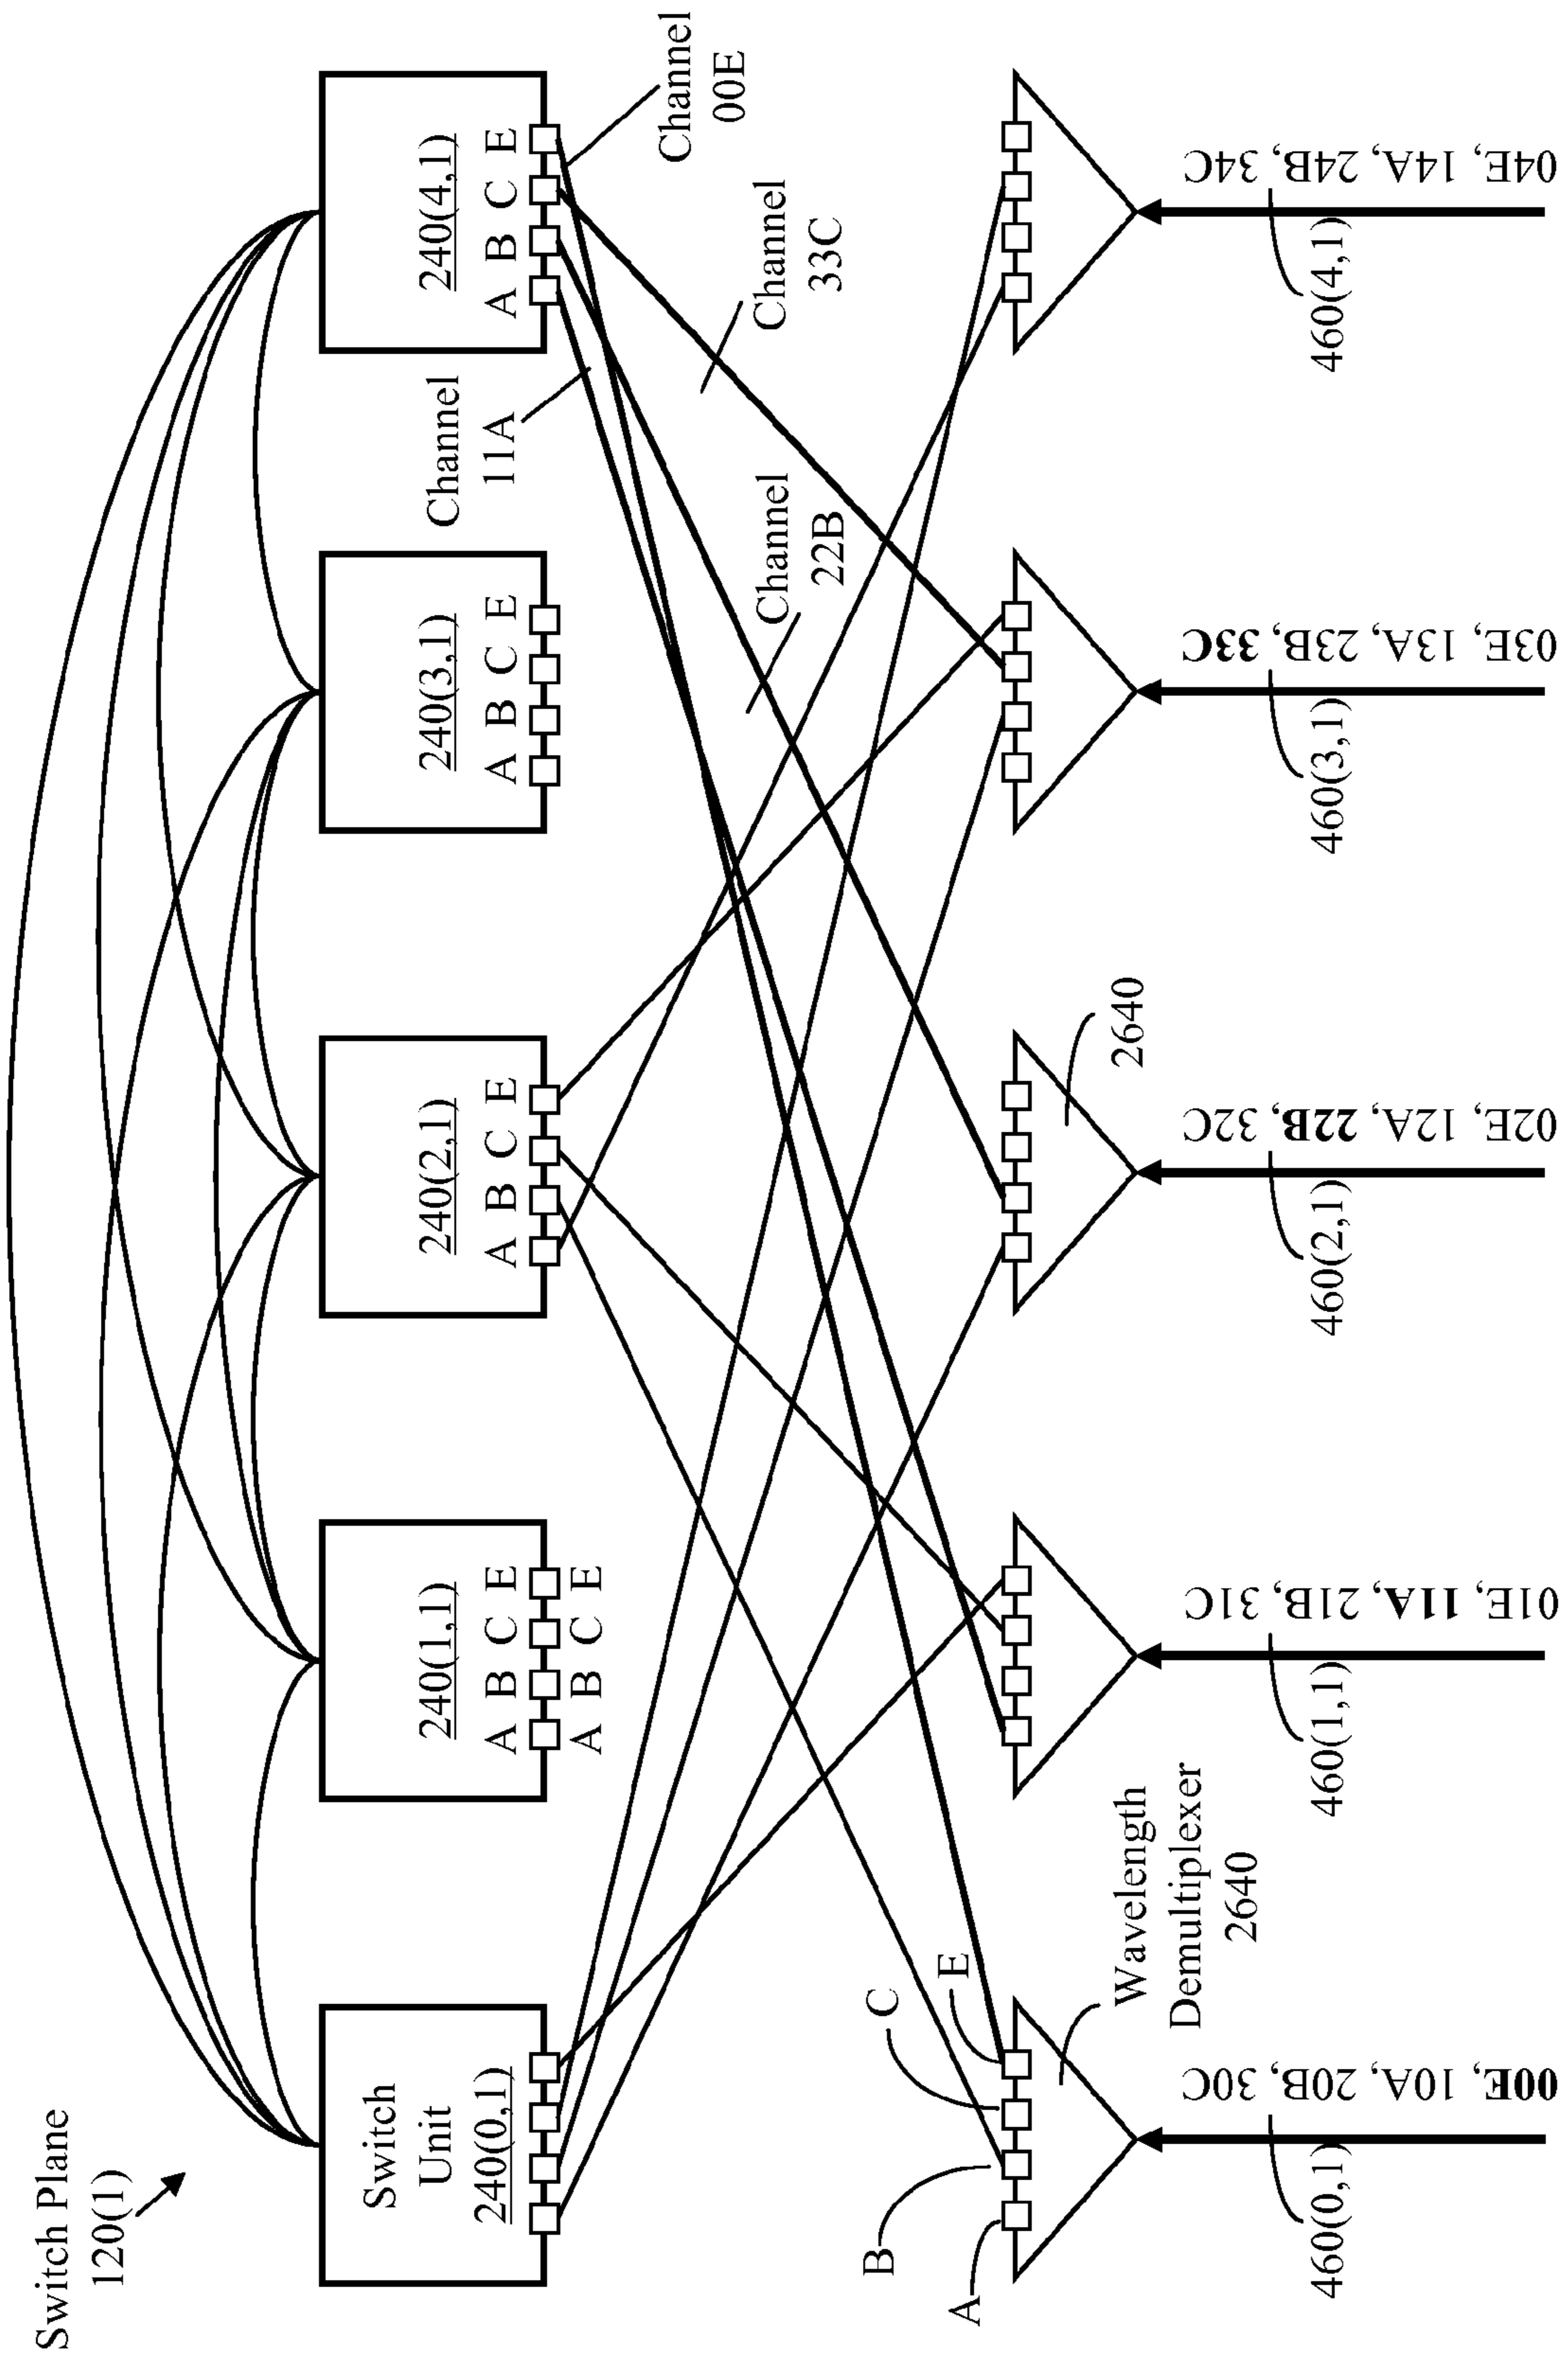 Switch Plane
120(1)
Switch
Unit
240(0,1)
240(1,1)
A B C E
A B C E
240(2,1)
A B C E
240(3,1)
A B C E
240(4,1)
A B C E
Channel
11A
Channel
00E
Channel
22B
Channel
33C
A
B
C
E
Wavelength
Demultiplexer
2640
2640
460(0,1)
00E, 10A, 20B, 30C
460(1,1)
01E, 11A, 21B, 31C
460(2,1)
02E, 12A, 22B, 32C
460(3,1)
03E, 13A, 23B, 33C
460(4,1)
04E, 14A, 24B, 34C